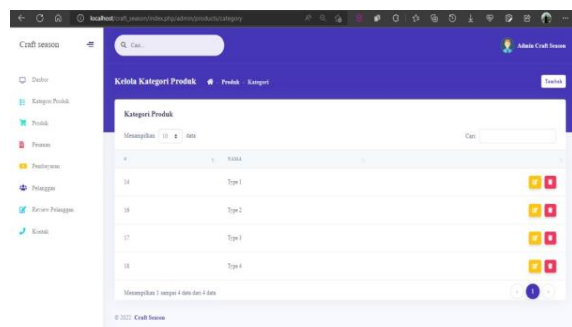 localhost/craft_season/index.php/admin/products/category
Craft season
Cari...
Admin Craft Season
Dasbor
Kelola Kategori Produk
Produk - Kategori
Tambah
Kategori Produk
Produk
Pesanan
Pembayaran
Pelanggan
Review Pelanggan
Kontak
Kategori Produk
Menampilkan 10 data
Cari:
# NAMA
Type 1
16 Type 2
17
18 Type 4
Menampilkan 1 sampai 4 data dari 4 data
1
© 2022 Craft Season